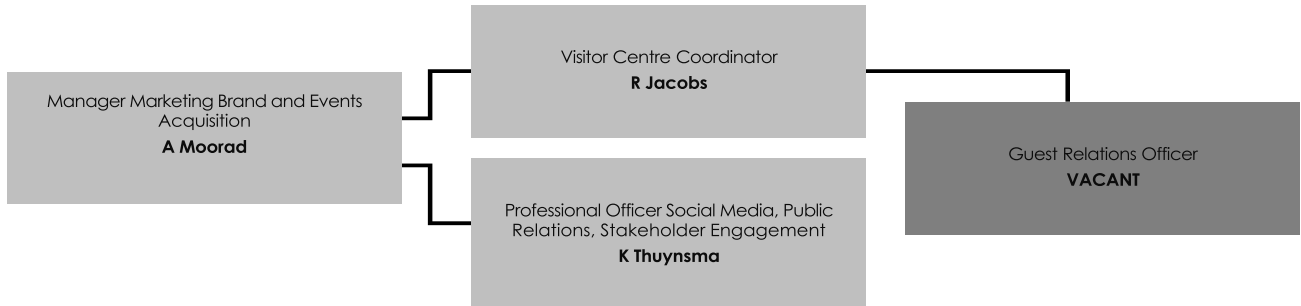 Manager Marketing Brand and Events
Acquisition
A Moorad
Visitor Centre Coordinator
R Jacobs
Professional Officer Social Media, Public
Relations, Stakeholder Engagement
K Thuynsma
Guest Relations Officer
VACANT